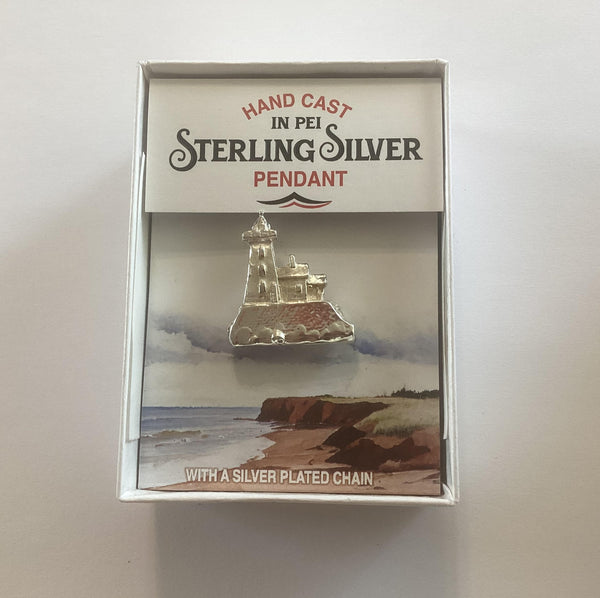 HAND CAST
IN PEI
STERLING SILVER
PENDANT
WITH A SILVER PLATED CHAIN